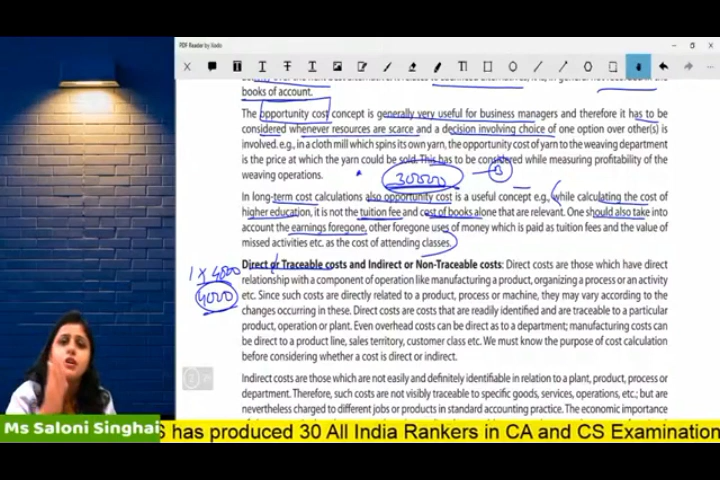 PDF Reader by Xodo
books of account.
The opportunity cost concept is generally very useful for business managers and therefore it has to be
considered whenever resources are scarce and a decision involving choice of one option over other(s) is
involved. e.g., in a cloth mill which spins its own yarn, the opportunity cost of yarn to the weaving department
is the price at which the yarn could be sold. This has to be considered while measuring profitability of the
weaving operations.
30000
B
In long-term cost calculations also opportunity cost is a useful concept e.g., while calculating the cost of
higher education, it is not the tuition fee and cost of books alone that are relevant. One should also take into
account the earnings foregone, other foregone uses of money which is paid as tuition fees and the value of
missed activities etc. as the cost of attending classes.
1 x 4000
4000
Direct or Traceable costs and Indirect or Non-Traceable costs: Direct costs are those which have direct
relationship with a component of operation like manufacturing a product, organizing a process or an activity
etc. Since such costs are directly related to a product, process or machine, they may vary according to the
changes occurring in these. Direct costs are costs that are readily identified and are traceable to a particular
product, operation or plant. Even overhead costs can be direct as to a department; manufacturing costs can
be direct to a product line, sales territory, customer class etc. We must know the purpose of cost calculation
before considering whether a cost is direct or indirect.
Indirect costs are those which are not easily and definitely identifiable in relation to a plant, product, process or
department. Therefore, such costs are not visibly traceable to specific goods, services, operations, etc.; but are
nevertheless charged to different jobs or products in standard accounting practice. The economic importance
Ms Saloni Singhai
S has produced 30 All India Rankers in CA and CS Examination